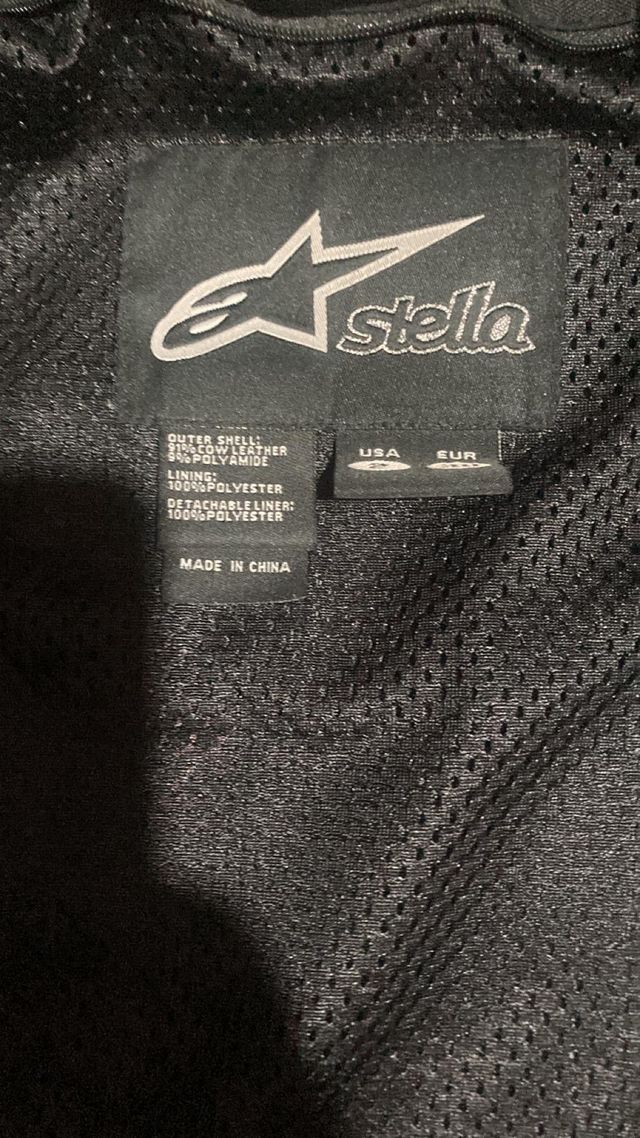 stella
OUTER SHELL:
91%COW LEATHER
9%POLYAMIDE
LINING:
100%POLYESTER
DETACHABLE LINER:
100%POLYESTER
USA EUR
MADE IN CHINA